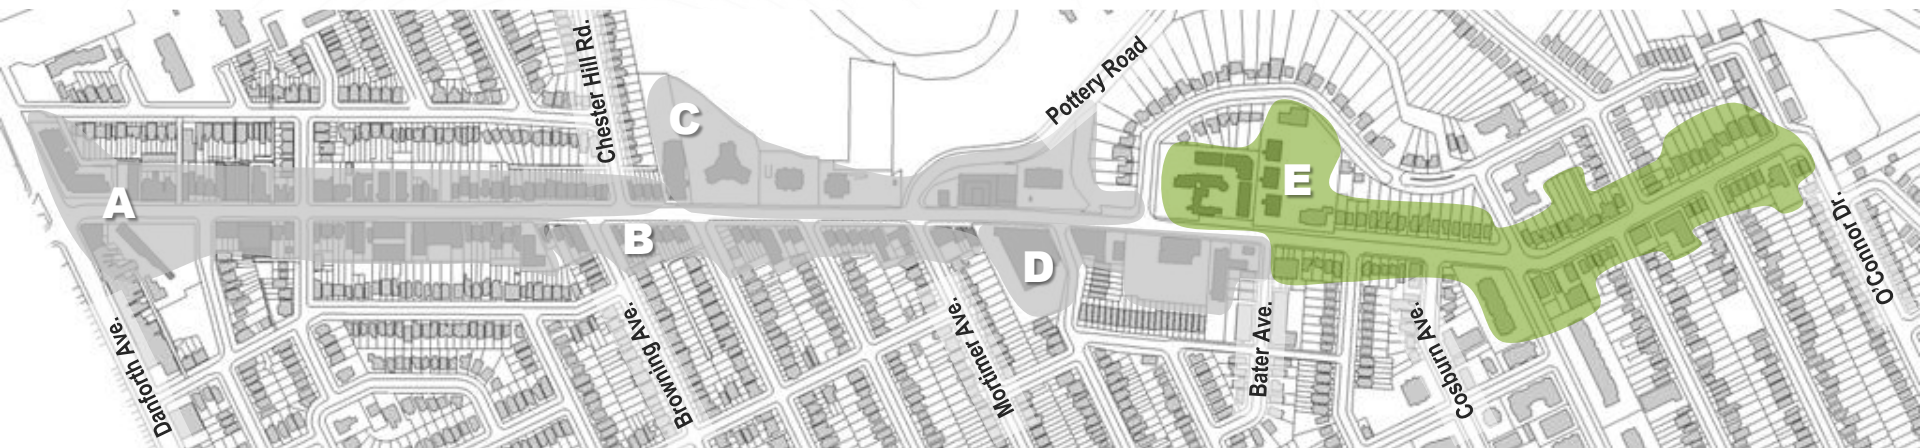 Chester Hill Rd.
Pottery Road
C
A
B
D
E
Danforth Ave.
Browning Ave.
Mortimer Ave.
Bater Ave.
Cosburn Ave.
O'Connor Dr.